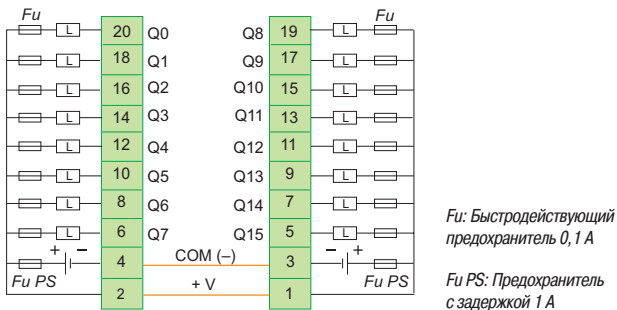 Fu Fu
L 20 Q0 Q8 19 L
L 18 Q1 Q9 17 L
L 16 Q2 Q10 15 L
L 14 Q3 Q11 13 L
L 12 Q4 Q12 11 L
L 10 Q5 Q13 9 L
L 8 Q6 Q14 7 L
L 6 Q7 Q15 5 L
+ – 4 COM (–) 3 – +
Fu PS Fu PS
2 + V 1
Fu: Быстродействующий
предохранитель 0,1 А
Fu PS: Предохранитель
с задержкой 1 А